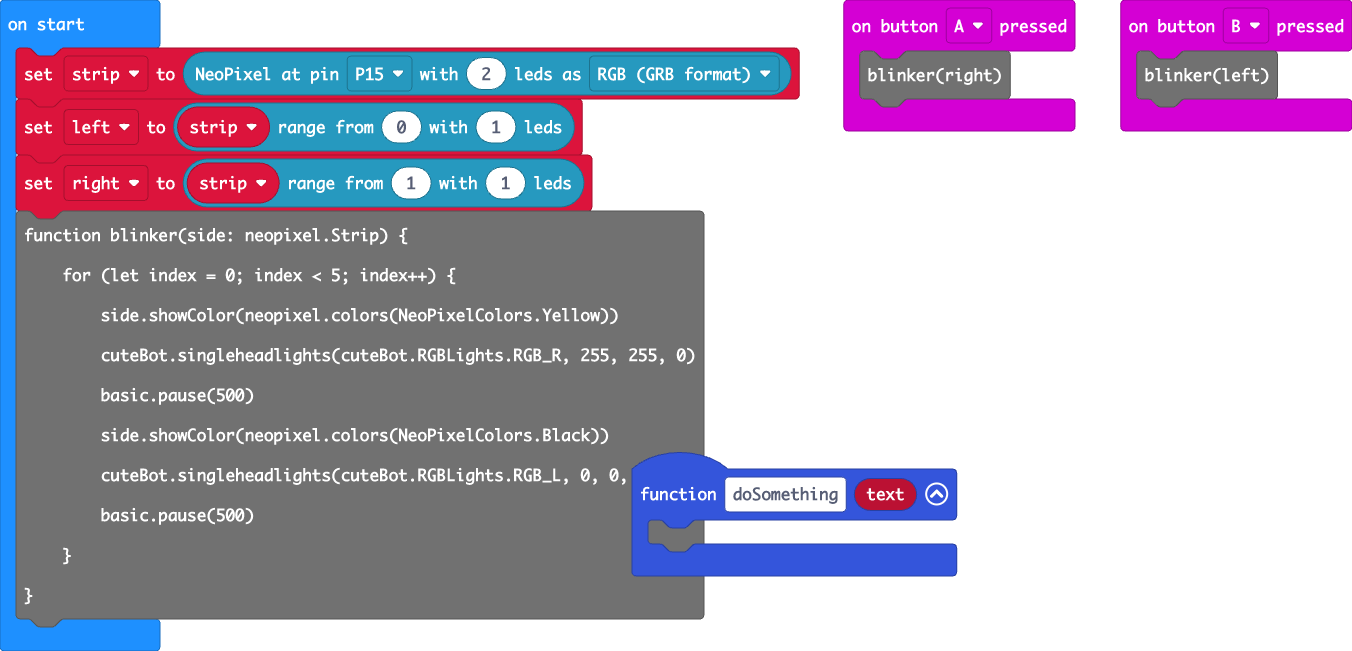 on start
set strip to NeoPixel at pin P15 with 2 leds as RGB (GRB format)
set left to strip range from 0 with 1 leds
set right to strip range from 1 with 1 leds
function blinker(side: neopixel.Strip) {
for (let index = 0; index < 5; index++) {
side.showColor(neopixel.colors(NeoPixelColors.Yellow))
cuteBot.singleheadlights(cuteBot.RGBLights.RGB_R, 255, 255, 0)
basic.pause(500)
side.showColor(neopixel.colors(NeoPixelColors.Black))
cuteBot.singleheadlights(cuteBot.RGBLights.RGB_L, 0, 0,
basic.pause(500)
}
}
function doSomething text
on button A pressed
blinker(right)
on button B pressed
blinker(left)